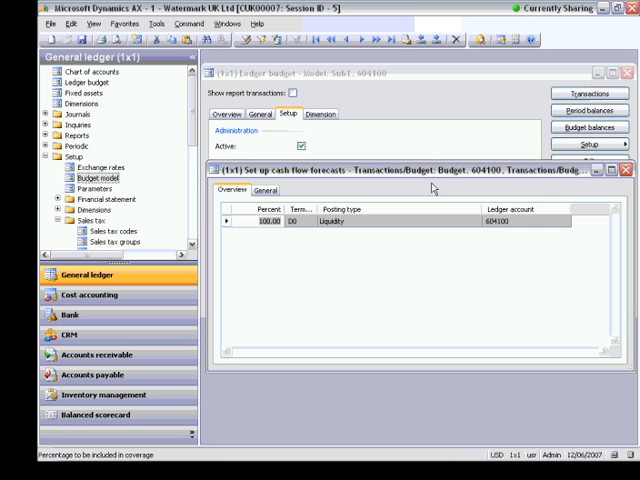 Microsoft Dynamics AX - 1 - Watermark UK Ltd [CUK00007: Session ID - 5]
Currently Sharing
File Edit View Favorites Tools Command Windows Help
General ledger (1x1)
Chart of accounts
Ledger budget
Fixed assets
Dimensions
Journals
Inquiries
Reports
Periodic
Setup
Exchange rates
Budget model
Parameters
Financial statement
Dimensions
Sales tax
Sales tax codes
Sales tax groups
General ledger
Cost accounting
Bank
CRM
Accounts receivable
Accounts payable
Inventory management
Balanced scorecard
(1x1) Ledger budget - Model: Sub1, 604100
Show report transactions:
Overview General Setup Dimension
Administration
Active:
Transactions
Period balances
Budget balances
Setup
(1x1) Set up cash flow forecasts - Transactions/Budget: Budget, 604100, Transactions/Budg...
Overview General
Percent Term... Posting type Ledger account
100.00 D0 Liquidity 604100
Percentage to be included in coverage
USD 1x1 usr Admin 12/06/2007